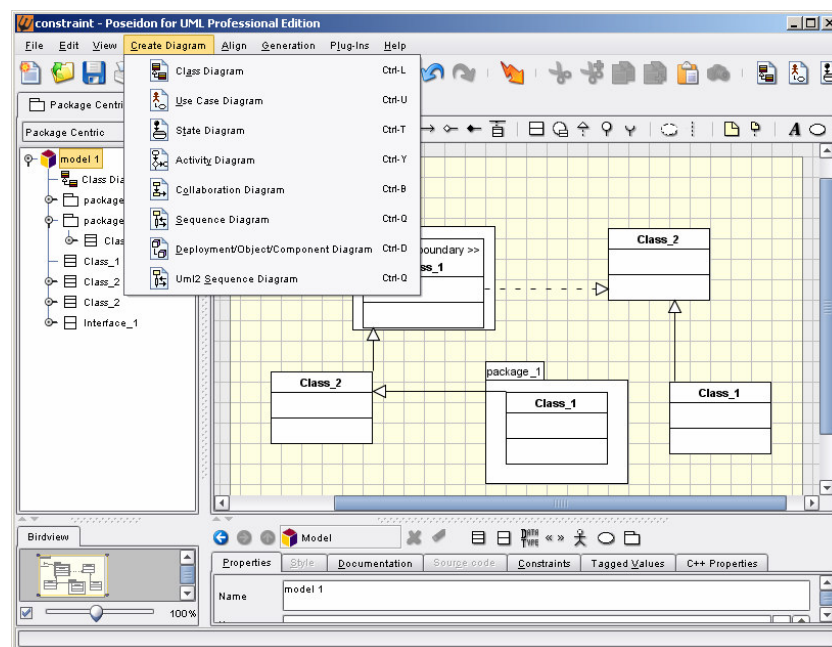 constraint - Poseidon for UML Professional Edition
File Edit View Create Diagram Align Generation Plug-Ins Help
Class Diagram Ctrl-L
Use Case Diagram Ctrl-U
State Diagram Ctrl-T
Activity Diagram Ctrl-Y
Collaboration Diagram Ctrl-B
Sequence Diagram Ctrl-Q
Deployment/Object/Component Diagram Ctrl-D
Uml2 Sequence Diagram Ctrl-Q
Package Centri
Package Centric
A
model 1
Class Dia
package
package
Clas
Class_1
Class_2
Class_2
Interface_1
boundary >>
ss_1
Class_2
Class_2
package_1
Class_1
Class_1
Birdview
100%
Model
DATA TYPE « »
Properties Style Documentation Source code Constraints Tagged Values C++ Properties
Name model 1